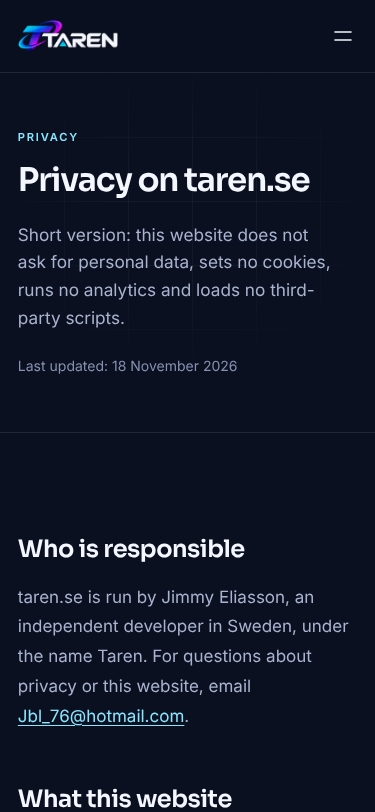 TAREN
PRIVACY
Privacy on taren.se
Short version: this website does not
ask for personal data, sets no cookies,
runs no analytics and loads no third-
party scripts.
Last updated: 18 November 2026
Who is responsible
taren.se is run by Jimmy Eliasson, an
independent developer in Sweden, under
the name Taren. For questions about
privacy or this website, email
Jbl_76@hotmail.com.
What this website